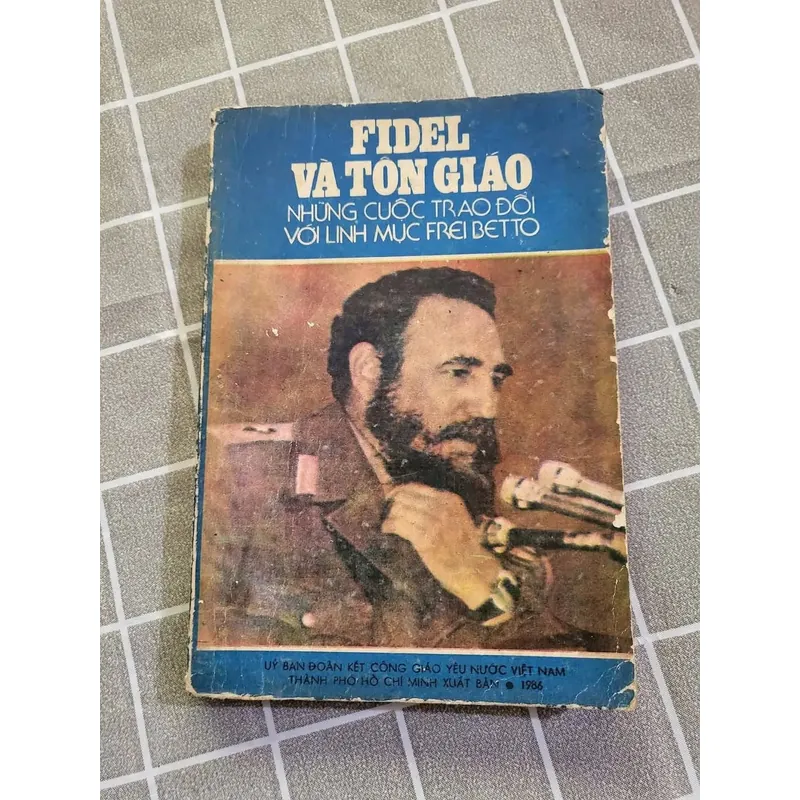 FIDEL
VÀ TÔN GIÁO
NHỮNG CUỘC TRAO ĐỔI
VỚI LINH MỤC FREI BETTO
UỶ BAN ĐOÀN KẾT CÔNG GIÁO YÊU NƯỚC VIỆT NAM
THÀNH PHỐ HỒ CHÍ MINH XUẤT BẢN ● 1986